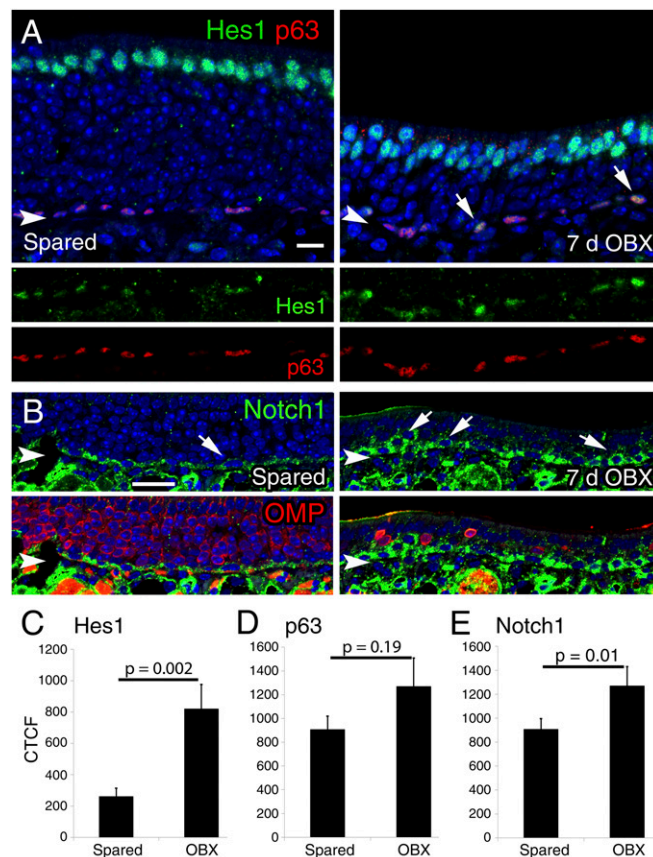 A Hes1 p63
Spared
7 d OBX
Hes1
p63
B Notch1
Spared
7 d OBX
OMP
C Hes1
1200
1000
800
600
400
200
0
CTCF
p = 0.002
Spared OBX
D p63
1600
1400
1200
1000
800
600
400
200
0
p = 0.19
Spared OBX
E Notch1
1600
1400
1200
1000
800
600
400
200
0
p = 0.01
Spared OBX